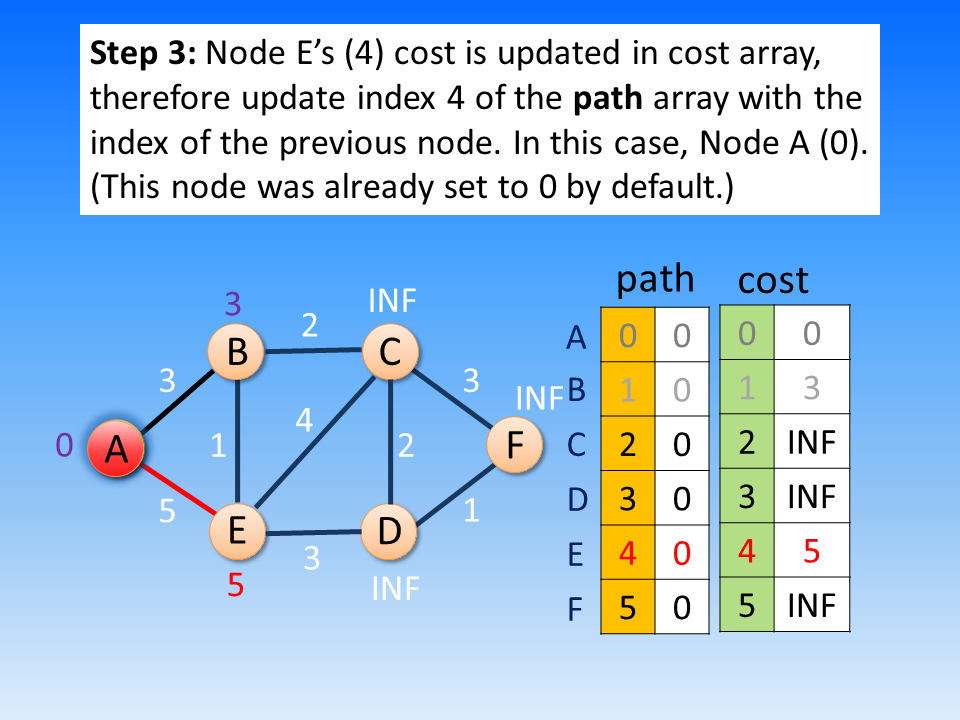 Step 3: Node E’s (4) cost is updated in cost array,
therefore update index 4 of the path array with the
index of the previous node. In this case, Node A (0).
(This node was already set to 0 by default.)
path cost
3 INF
2
B C
3 3
INF
4
0 A 1 2 F
5 1
E D
3
5 INF
A 0 0 0 0
B 1 0 1 3
C 2 0 2 INF
D 3 0 3 INF
E 4 0 4 5
F 5 0 5 INF